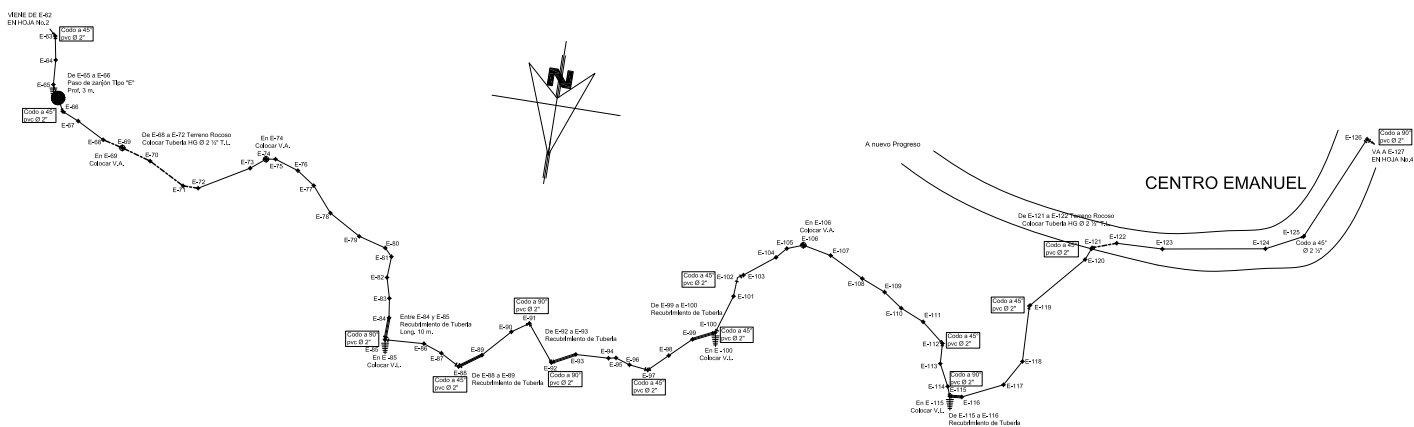 VIENE DE E-62
EN HOJA No.2
Codo a 45°
pvc Ø 2"
E-63
E-64
E-65
De E-65 a E-66
Paso de zanjón Tipo "E"
Prof. 3 m.
E-66
Codo a 45°
pvc Ø 2"
E-67
E-68
E-69
En E-69
Colocar V.A.
De E-68 a E-72 Terreno Rocoso
Colocar Tubería HG Ø 2 ½" T.L.
E-70
E-71
E-72
E-73
En E-74
Colocar V.A.
E-74
E-75
E-76
E-77
E-78
E-79
E-80
E-81
E-82
E-83
E-84
Entre E-84 y E-85
Recubrimiento de Tubería
Long. 10 m.
Codo a 90°
pvc Ø 2"
E-85
En E-85
Colocar V.L.
E-86
E-87
E-88
Codo a 45°
pvc Ø 2"
E-89
De E-88 a E-89
Recubrimiento de Tubería
E-90
Codo a 90°
pvc Ø 2"
E-91
De E-92 a E-93
Recubrimiento de Tubería
E-92
Codo a 90°
pvc Ø 2"
E-93
E-94
E-95
E-96
E-97
Codo a 45°
pvc Ø 2"
E-98
E-99
De E-99 a E-100
Recubrimiento de Tubería
E-100
Codo a 45°
pvc Ø 2"
En E-100
Colocar V.L.
E-101
Codo a 45°
pvc Ø 2"
E-102
E-103
E-104
E-105
En E-106
Colocar V.A.
E-106
E-107
E-108
E-109
E-110
E-111
E-112
Codo a 45°
pvc Ø 2"
E-113
E-114
Codo a 90°
pvc Ø 2"
E-115
En E-115
Colocar V.L.
E-116
De E-115 a E-116
Recubrimiento de Tubería
E-117
E-118
E-119
Codo a 45°
pvc Ø 2"
E-120
Codo a 45°
pvc Ø 2"
E-121
De E-121 a E-122 Terreno Rocoso
Colocar Tubería HG Ø 2 ½" T.L.
E-122
E-123
E-124
E-125
Codo a 45°
Ø 2 ½"
E-126
Codo a 90°
pvc Ø 2"
VA A E-127
EN HOJA No.4
A nuevo Progreso
CENTRO EMANUEL
N